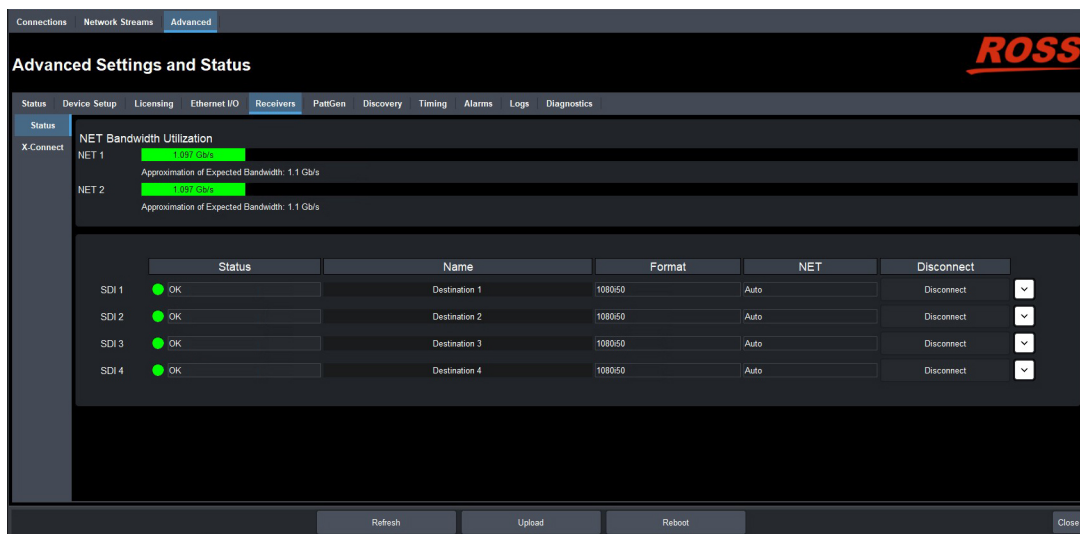 Connections Network Streams Advanced
ROSS
Advanced Settings and Status
Status Device Setup Licensing Ethernet I/O Receivers PattGen Discovery Timing Alarms Logs Diagnostics
Status
X-Connect
NET Bandwidth Utilization
NET 1 1.097 Gb/s
Approximation of Expected Bandwidth: 1.1 Gb/s
NET 2 1.097 Gb/s
Approximation of Expected Bandwidth: 1.1 Gb/s
Status Name Format NET Disconnect
SDI 1 OK Destination 1 1080i50 Auto Disconnect
SDI 2 OK Destination 2 1080i50 Auto Disconnect
SDI 3 OK Destination 3 1080i50 Auto Disconnect
SDI 4 OK Destination 4 1080i50 Auto Disconnect
Refresh Upload Reboot Close